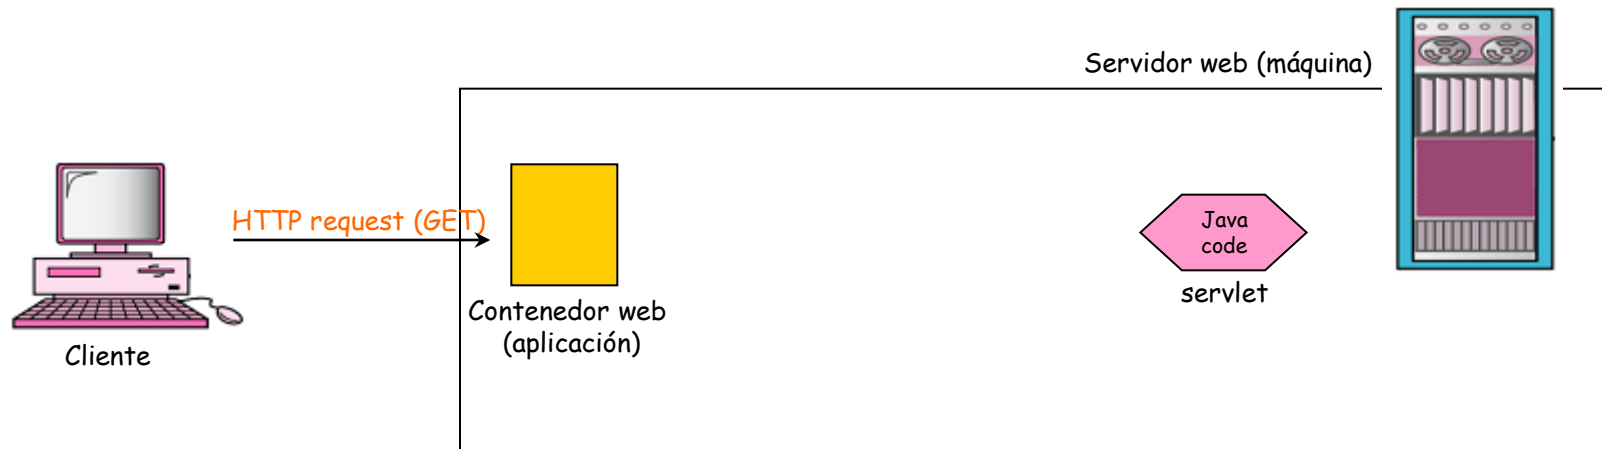 Servidor web (máquina)
HTTP request (GET)
Java
code
servlet
Contenedor web
(aplicación)
Cliente